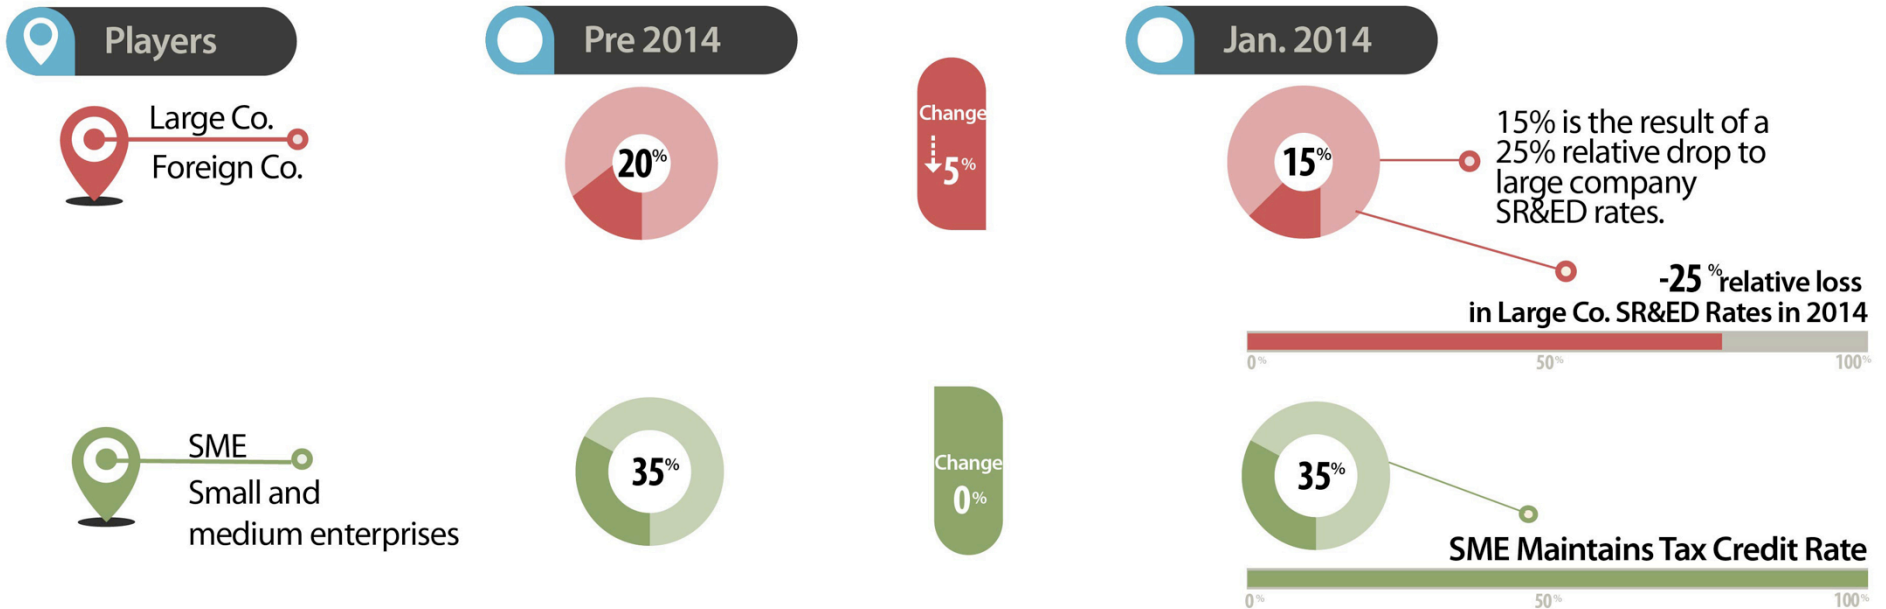 Players
Pre 2014
Jan. 2014
Large Co.
Foreign Co.
20%
Change
5%
15%
15% is the result of a
25% relative drop to
large company
SR&ED rates.
-25 % relative loss
in Large Co. SR&ED Rates in 2014
0% 50% 100%
SME
Small and
medium enterprises
35%
Change
0%
35%
SME Maintains Tax Credit Rate
0% 50% 100%